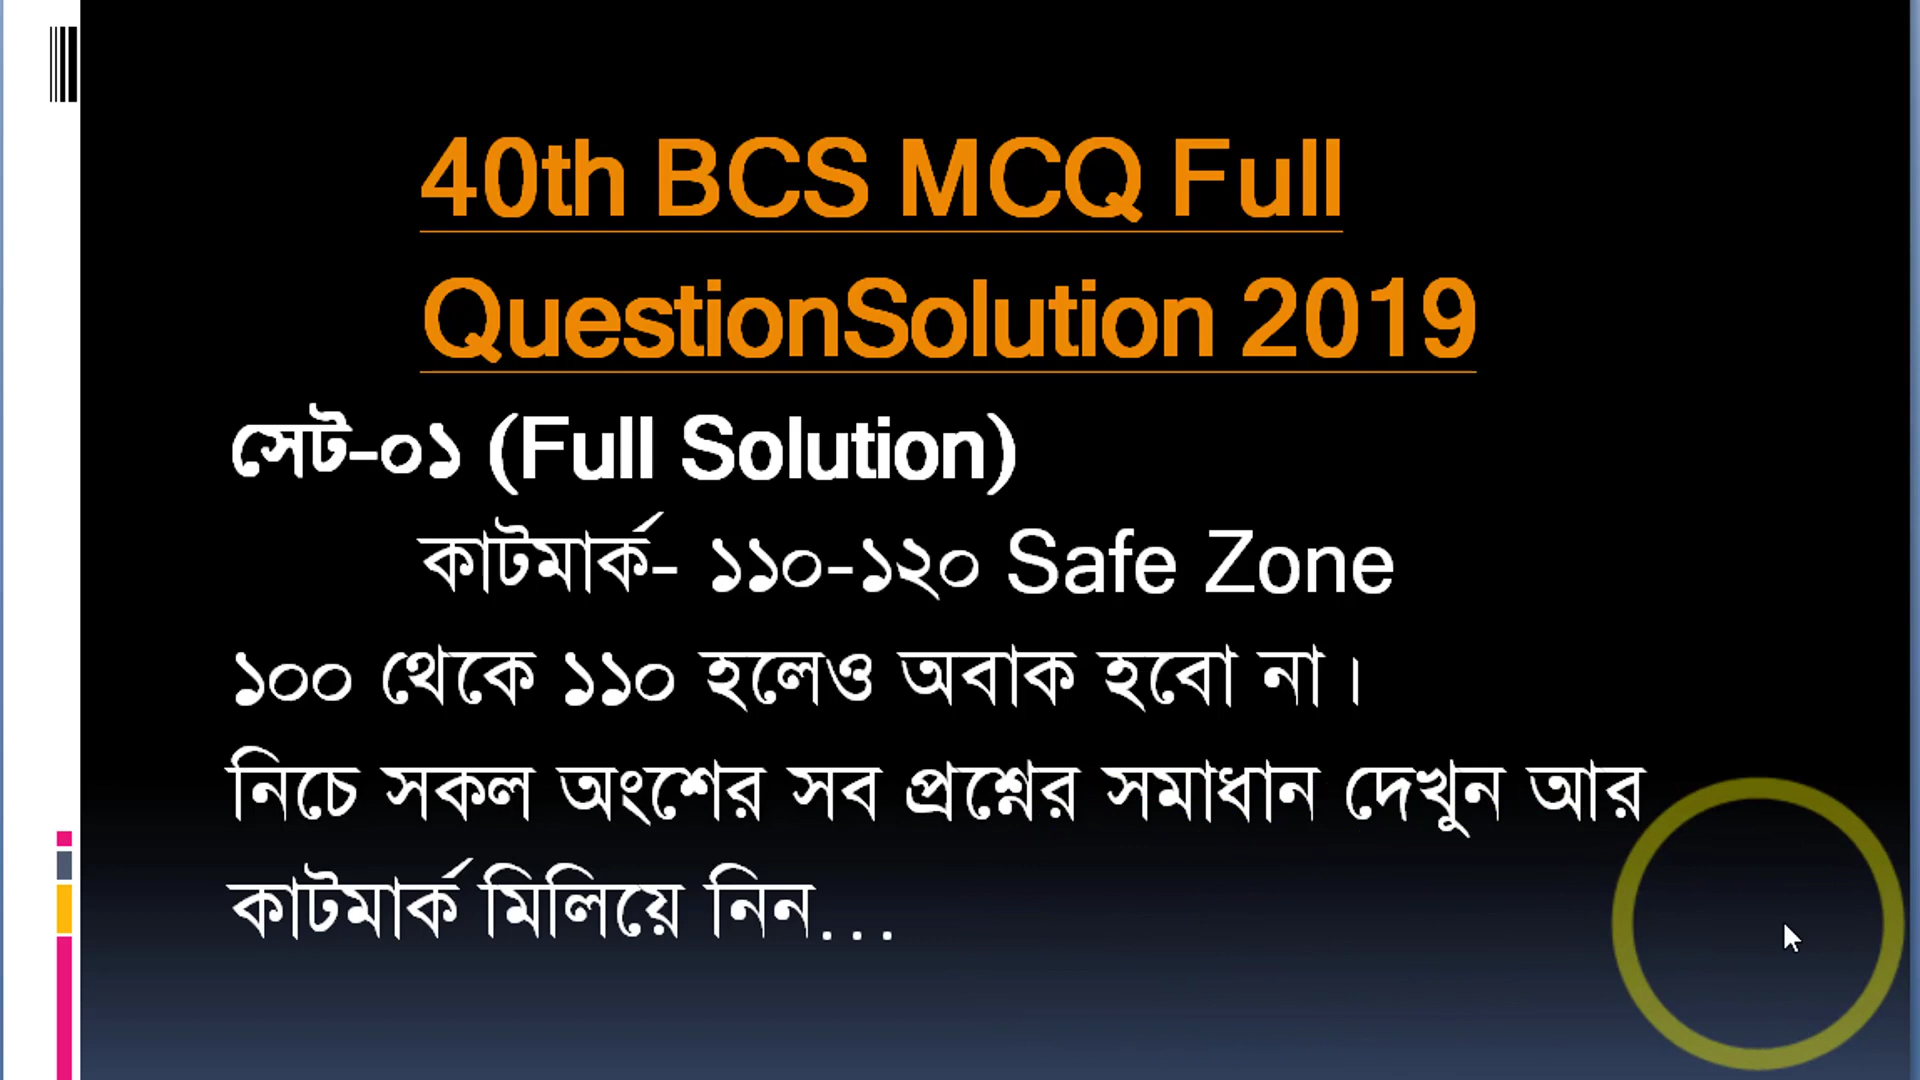 40th BCS MCQ Full
QuestionSolution 2019
সেট-০১ (Full Solution)
কাটমার্ক- ১১০-১২০ Safe Zone
১০০ থেকে ১১০ হলেও অবাক হবো না।
নিচে সকল অংশের সব প্রশ্নের সমাধান দেখুন আর
কাটমার্ক মিলিয়ে নিন...